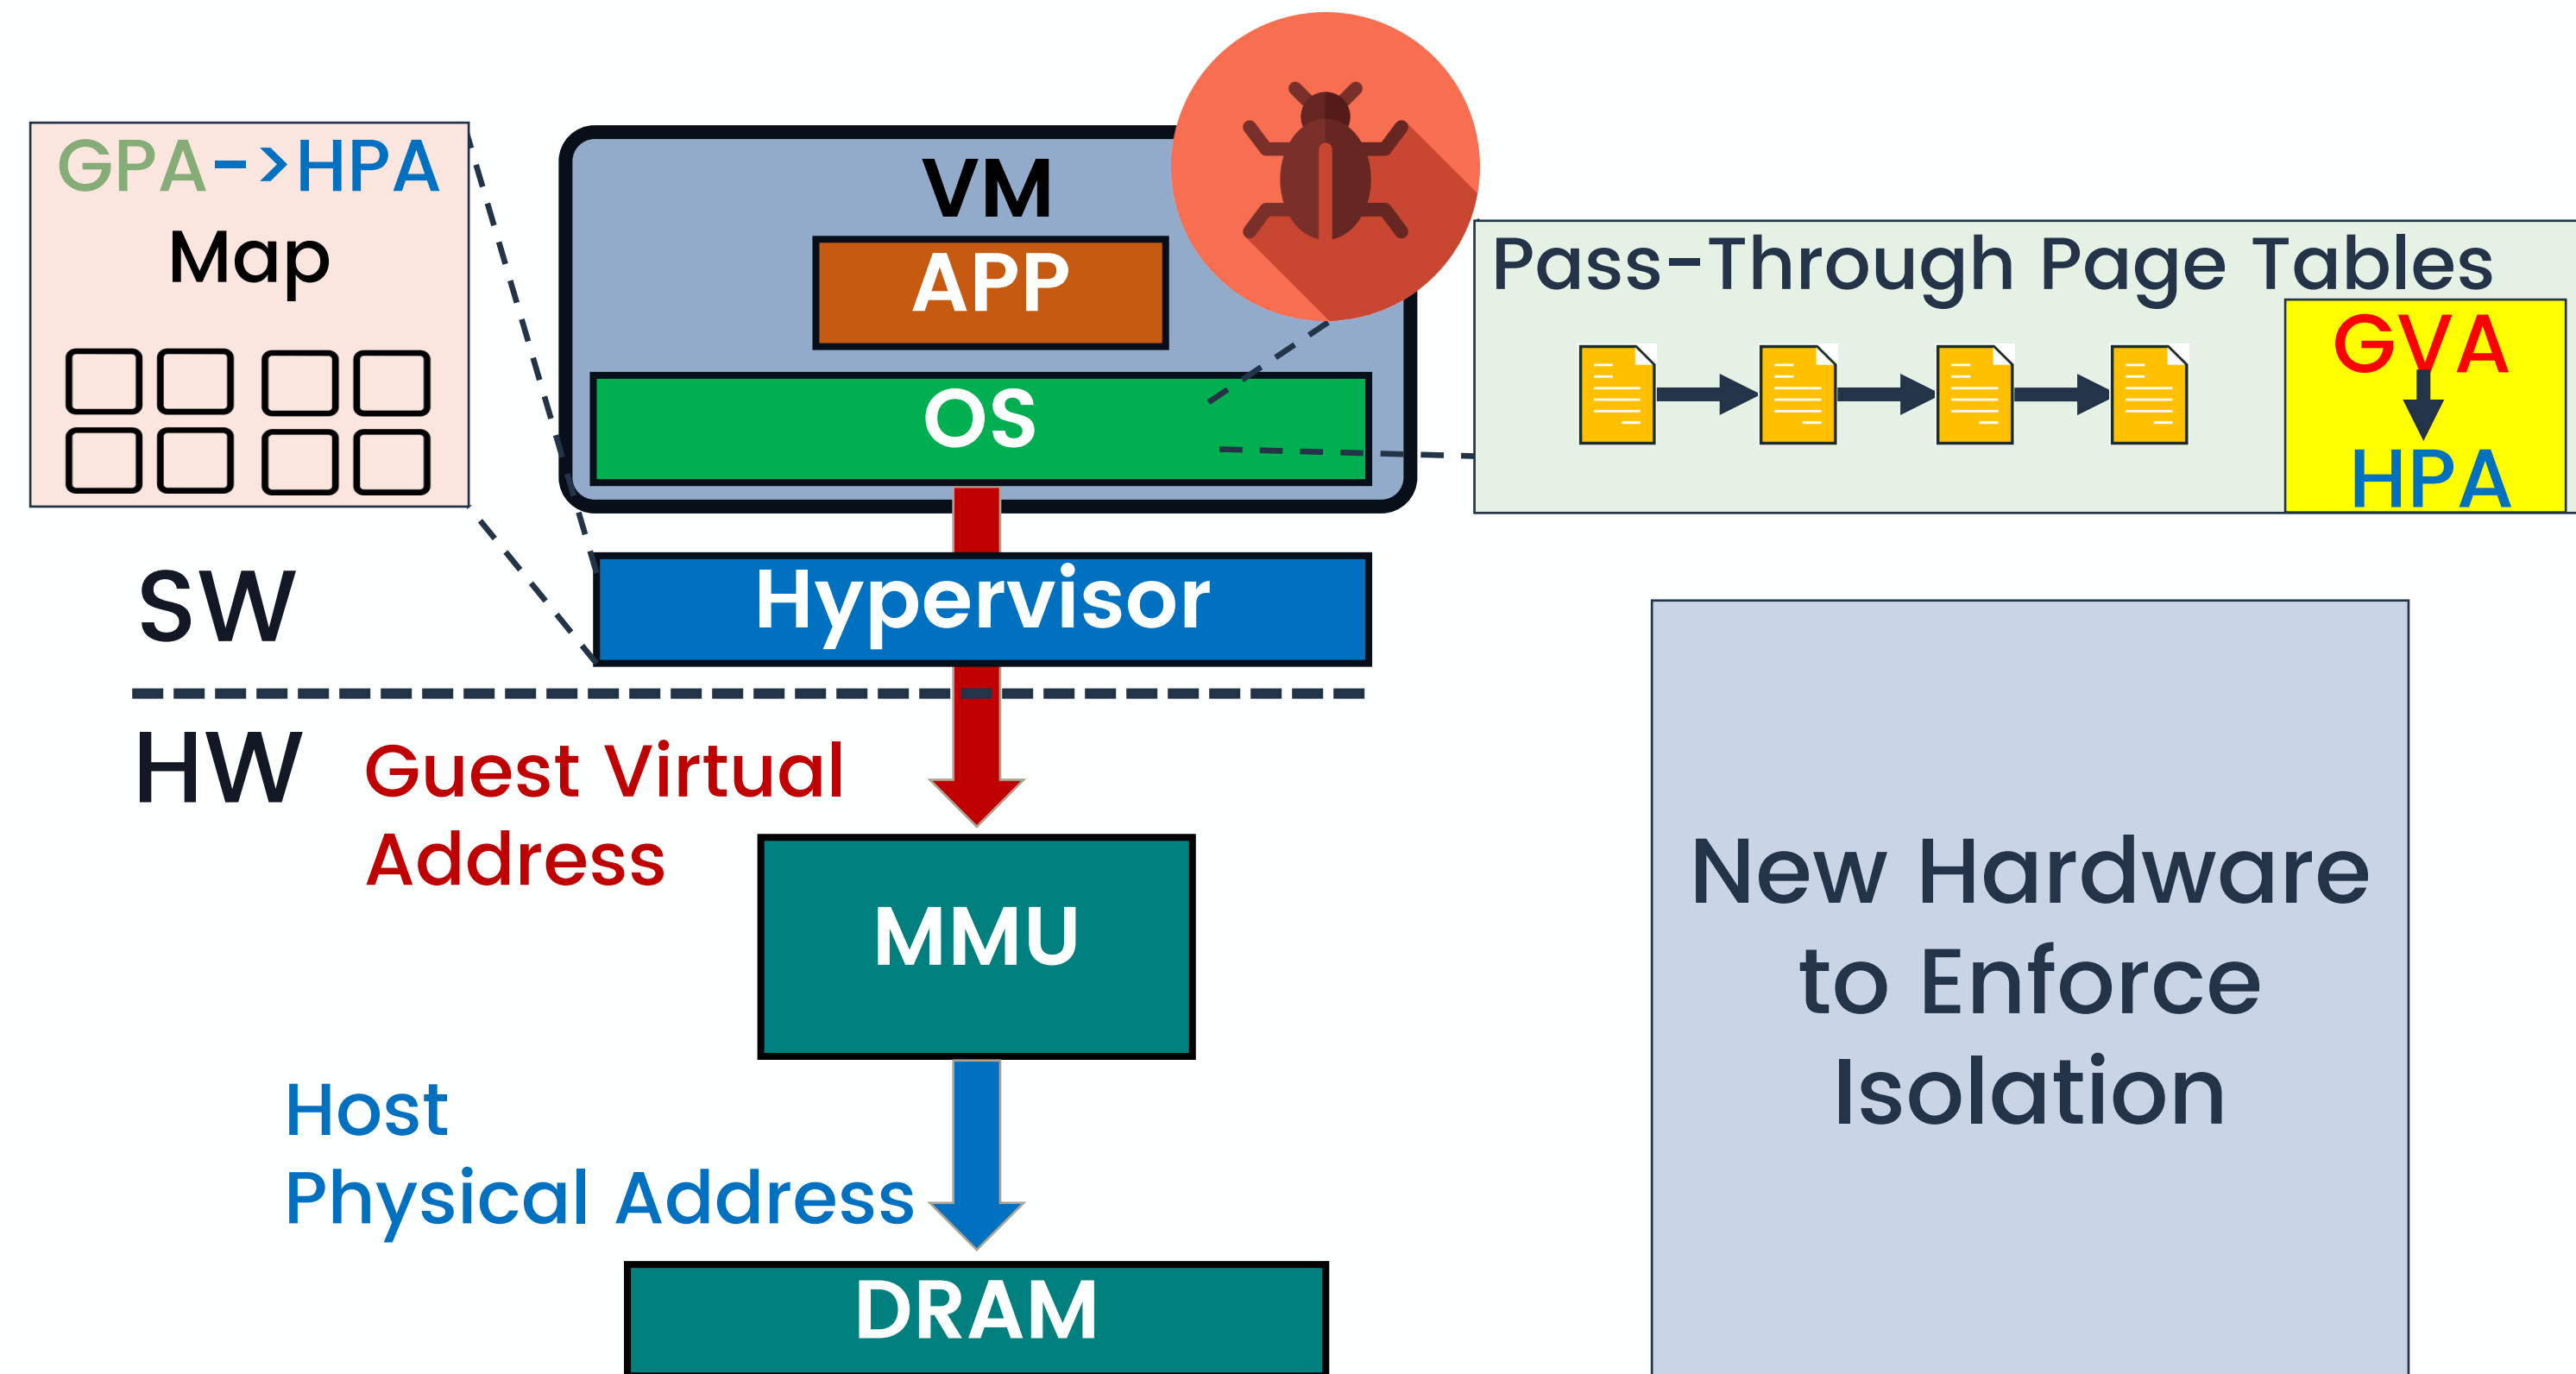 GPA->HPA
Map
VM
APP
OS
Pass-Through Page Tables
GVA
HPA
SW
Hypervisor
HW
Guest Virtual
Address
MMU
Host
Physical Address
DRAM
New Hardware
to Enforce
Isolation